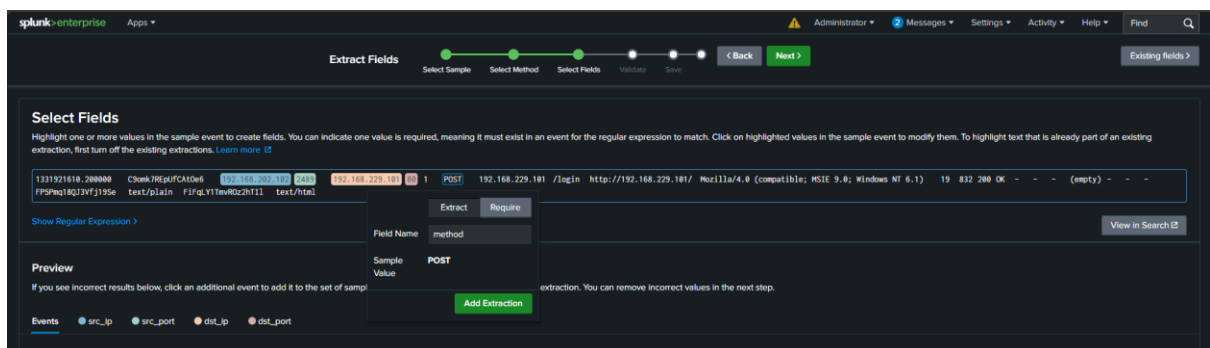 splunk>enterprise Apps ▾ Administrator ▾ 2 Messages ▾ Settings ▾ Activity ▾ Help ▾ Find
Extract Fields Select Sample Select Method Select Fields Validate Save < Back Next > Existing fields >
Select Fields
Highlight one or more values in the sample event to create fields. You can indicate one value is required, meaning it must exist in an event for the regular expression to match. Click on highlighted values in the sample event to modify them. To highlight text that is already part of an existing
extraction, first turn off the existing extractions. Learn more
1331921610.200000 C9omk7REpUfCAtOe6 192.168.202.102 2489 192.168.229.101 80 1 POST 192.168.229.101 /login http://192.168.229.101/ Mozilla/4.0 (compatible; MSIE 9.0; Windows NT 6.1) 19 832 200 OK - - - (empty) - - -
FPSPmq18QJ3Vfj19Se text/plain FiFqLY1TmvROz2hTIl text/html
Extract Require
Show Regular Expression > View in Search
Field Name method
Sample Value POST
Preview
If you see incorrect results below, click an additional event to add it to the set of sampl extraction. You can remove incorrect values in the next step.
Add Extraction
Events src_ip src_port dst_ip dst_port